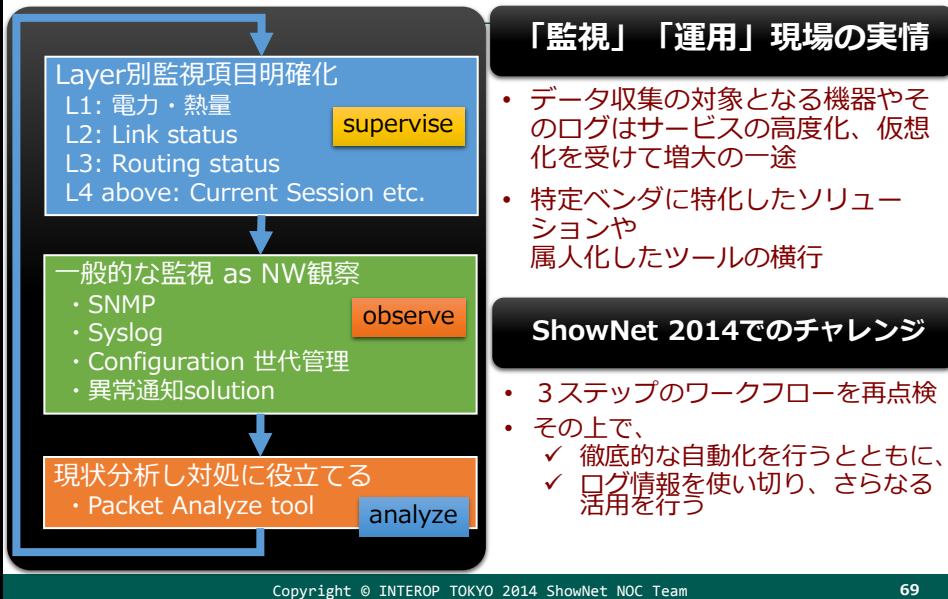 Layer別監視項目明確化
L1: 電力・熱量
L2: Link status
L3: Routing status
L4 above: Current Session etc.
supervise
一般的な監視 as NW観察
・SNMP
・Syslog
・Configuration 世代管理
・異常通知solution
observe
現状分析し対処に役立てる
・Packet Analyze tool
analyze
「監視」「運用」現場の実情
• データ収集の対象となる機器やそ
のログはサービスの高度化、仮想
化を受けて増大の一途
• 特定ベンダに特化したソリュー
ションや
属人化したツールの横行
ShowNet 2014でのチャレンジ
• ３ステップのワークフローを再点検
• その上で、
✓ 徹底的な自動化を行うとともに、
✓ ログ情報を使い切り、さらなる
活用を行う
Copyright © INTEROP TOKYO 2014 ShowNet NOC Team
69